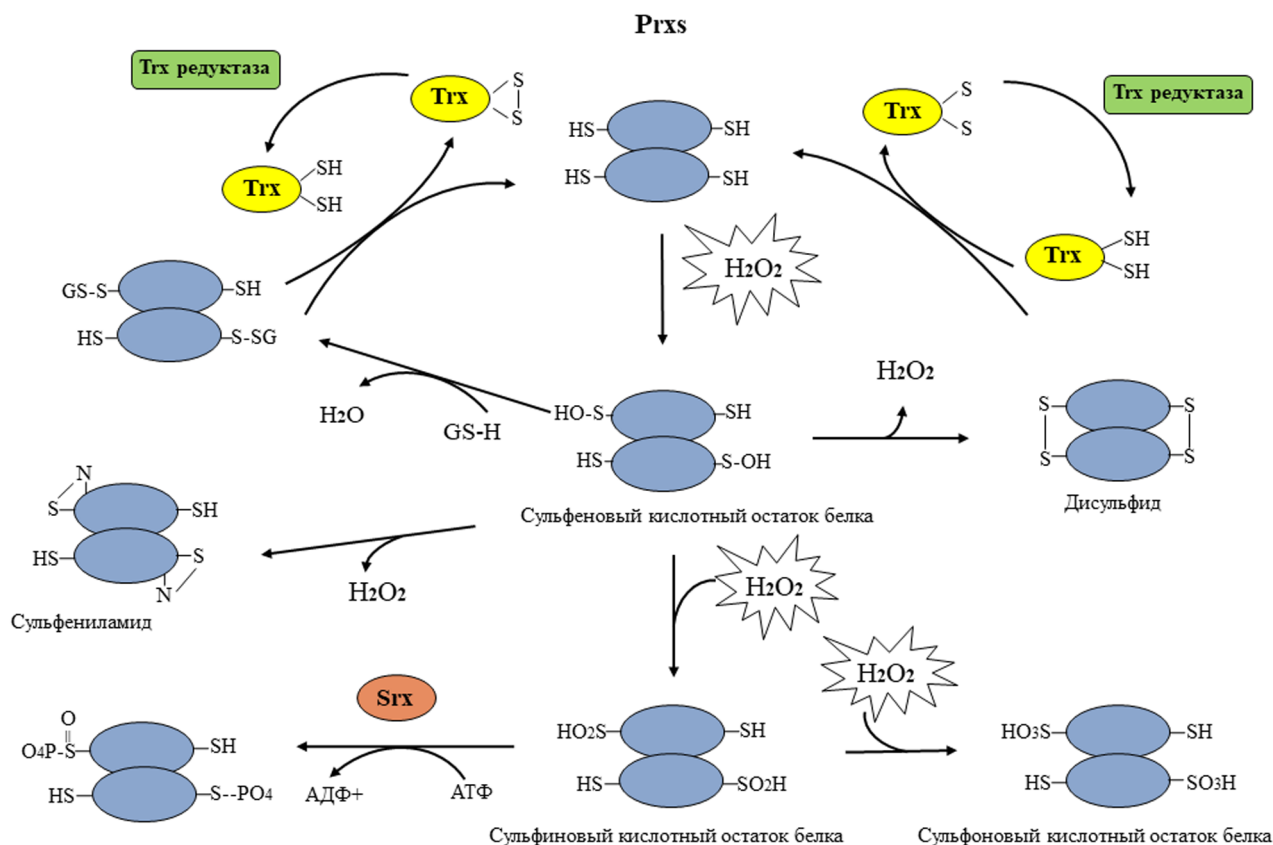 Prxs
Trx редуктаза
Trx
S
S
Trx
SH
SH
HS
SH
HS
SH
S
S
Trx
Trx редуктаза
Trx
SH
SH
H2O2
GS-S
SH
HS
S-SG
H2O
GS-H
HO-S
SH
HS
S-OH
Сульфеновый кислотный остаток белка
H2O2
S
S
S
S
Дисульфид
N
S
SH
HS
S
N
Сульфениламид
H2O2
H2O2
H2O2
Srx
O
O4P-S
SH
HS
S--PO4
АДФ+
АТФ
HO2S
SH
HS
SO2H
Сульфиновый кислотный остаток белка
HO3S
SH
HS
SO3H
Сульфоновый кислотный остаток белка